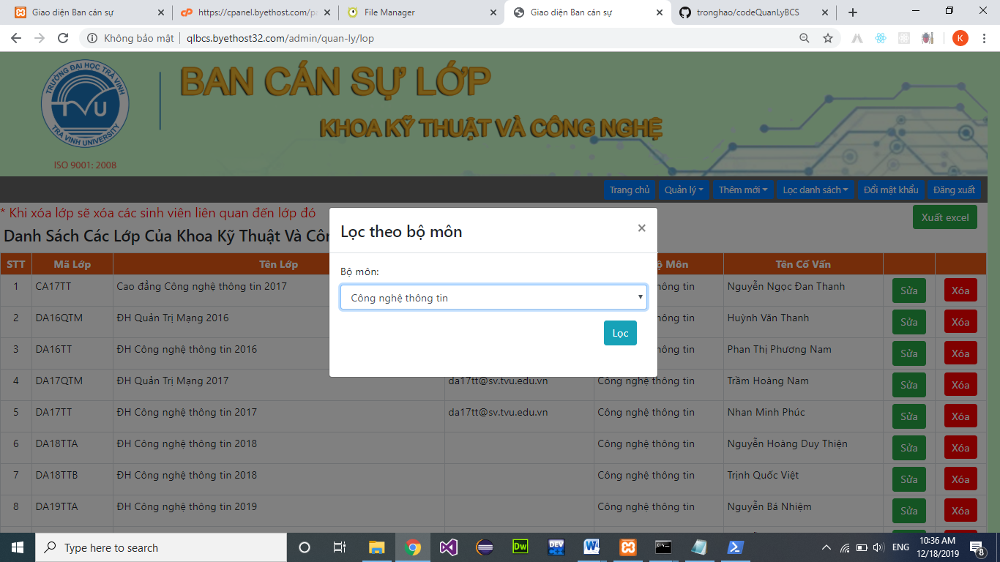 Giao diện Ban cán sự
https://cpanel.byethost.com/pa
File Manager
Giao diện Ban cán sự
tronghao/codeQuanLyBCS
Không bảo mật
qlbcs.byethost32.com/admin/quan-ly/lop
K
TRƯỜNG ĐẠI HỌC TRÀ VINH
TVU
TRA VINH UNIVERSITY
ISO 9001: 2008
BAN CÁN SỰ LỚP
KHOA KỸ THUẬT VÀ CÔNG NGHỆ
Trang chủ Quản lý Thêm mới Lọc danh sách Đổi mật khẩu Đăng xuất
* Khi xóa lớp sẽ xóa các sinh viên liên quan đến lớp đó
Xuất excel
Danh Sách Các Lớp Của Khoa Kỹ Thuật Và Côn
Lọc theo bộ môn ×
Bộ môn:
Công nghệ thông tin
Lọc
STT Mã Lớp Tên Lớp Môn Tên Cố Vấn
1 CA17TT Cao đẳng Công nghệ thông tin 2017 thông tin Nguyễn Ngọc Đan Thanh Sửa Xóa
2 DA16QTM ĐH Quản Trị Mạng 2016 thông tin Huỳnh Văn Thanh Sửa Xóa
3 DA16TT ĐH Công nghệ thông tin 2016 thông tin Phan Thị Phương Nam Sửa Xóa
4 DA17QTM ĐH Quản Trị Mạng 2017 da17tt@sv.tvu.edu.vn Công nghệ thông tin Trầm Hoàng Nam Sửa Xóa
5 DA17TT ĐH Công nghệ thông tin 2017 da17tt@sv.tvu.edu.vn Công nghệ thông tin Nhan Minh Phúc Sửa Xóa
6 DA18TTA ĐH Công nghệ thông tin 2018 Công nghệ thông tin Nguyễn Hoàng Duy Thiện Sửa Xóa
7 DA18TTB ĐH Công nghệ thông tin 2018 Công nghệ thông tin Trịnh Quốc Việt Sửa Xóa
8 DA19TTA ĐH Công nghệ thông tin 2019 Công nghệ thông tin Nguyễn Bá Nhiệm Sửa Xóa
Type here to search
Dw
DEV
ENG
10:36 AM
12/18/2019
8